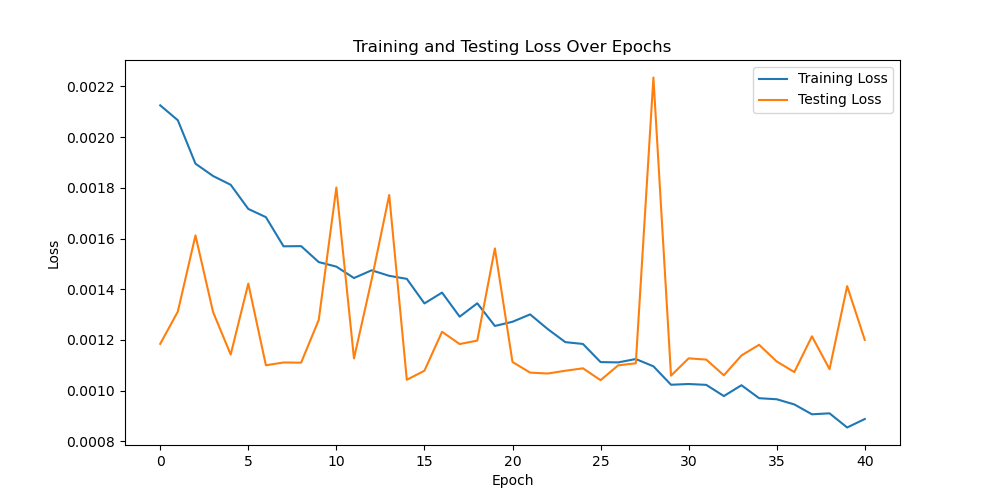 Training and Testing Loss Over Epochs
Training Loss
Testing Loss
0.0022
0.0020
0.0018
0.0016
0.0014
0.0012
0.0010
0.0008
Loss
0 5 10 15 20 25 30 35 40
Epoch